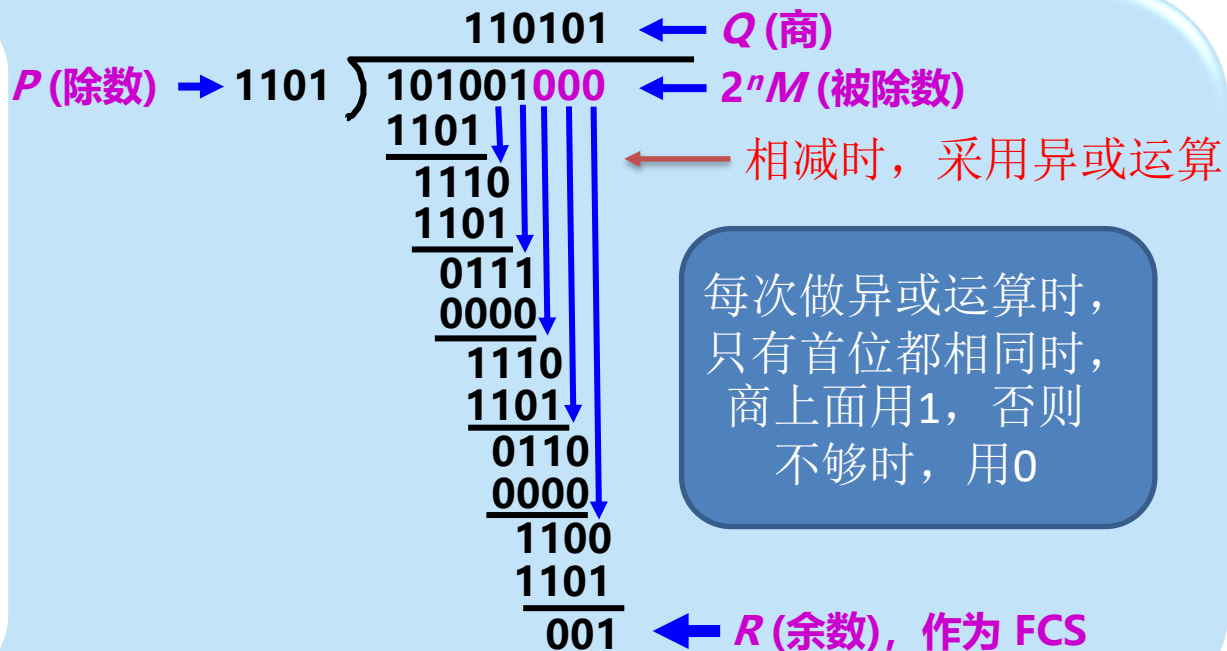 110101 Q (商)
P (除数) 1101 101001000 2ⁿM (被除数)
1101
相减时，采用异或运算
1110
1101
0111
0000
1110
1101
0110
0000
1100
1101
001 R (余数)，作为 FCS
每次做异或运算时，
只有首位都相同时，
商上面用1，否则
不够时，用0